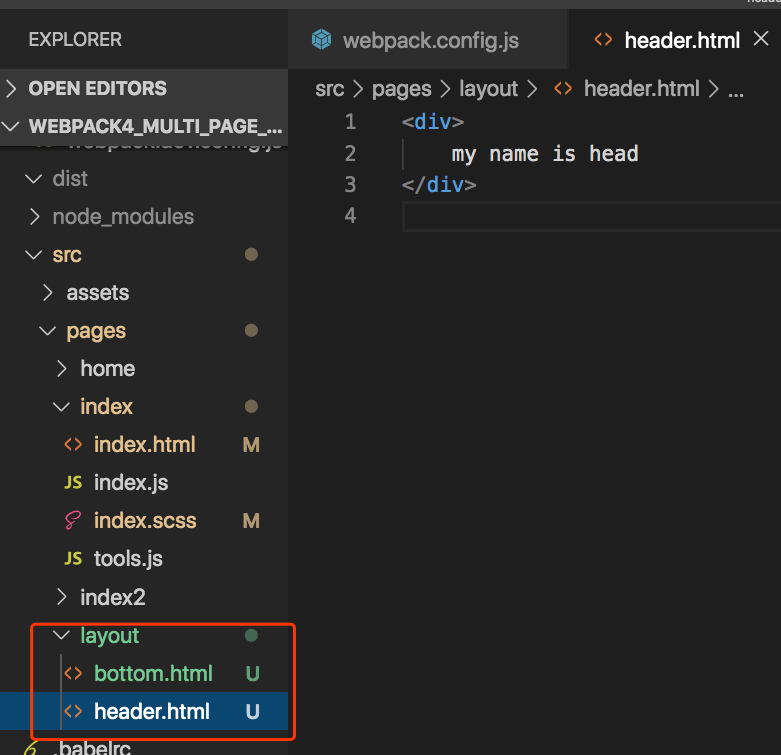 EXPLORER
OPEN EDITORS
WEBPACK4_MULTI_PAGE_...
dist
node_modules
src
assets
pages
home
index
index.html M
JS index.js
index.scss M
JS tools.js
index2
layout
bottom.html U
header.html U
.babelrc
webpack.config.js
header.html
src > pages > layout > <> header.html > ...
1 <div>
2 my name is head
3 </div>
4